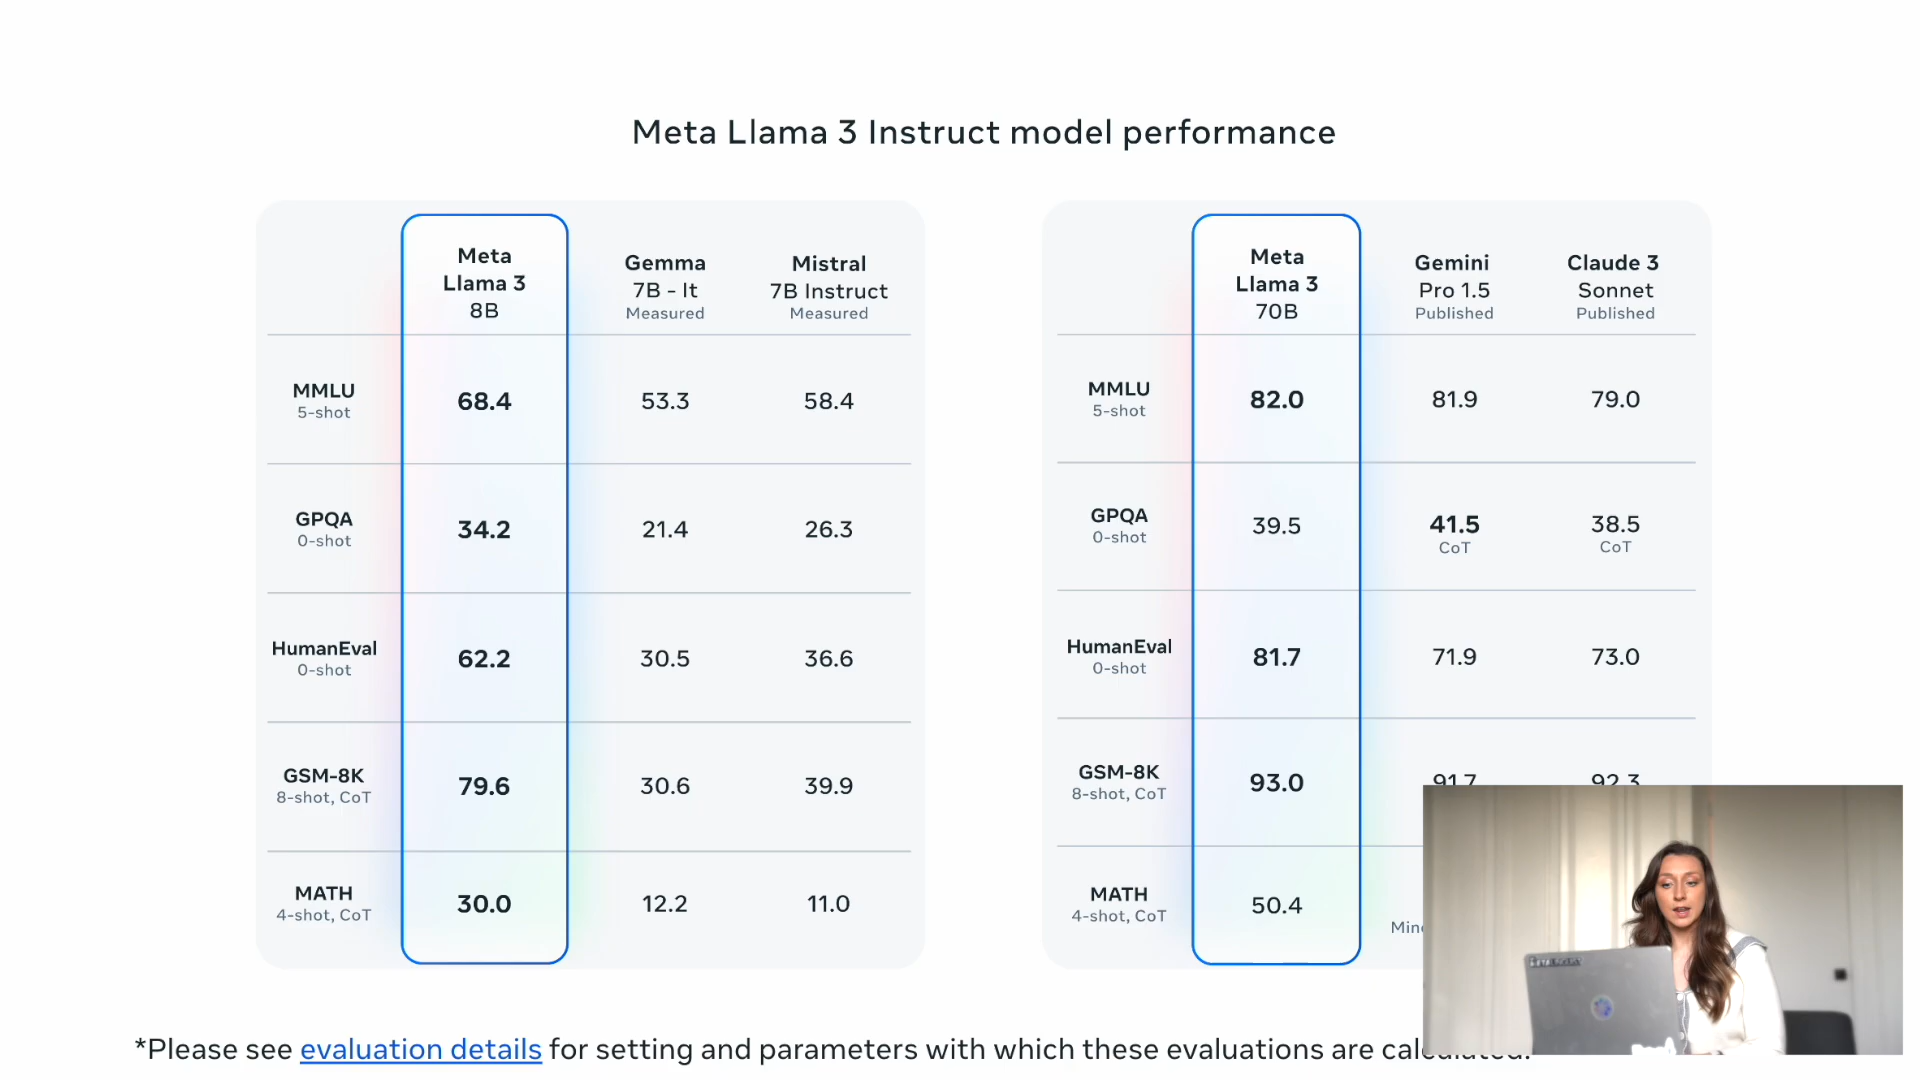 Meta Llama 3 Instruct model performance
Meta
Llama 3
8B
Gemma
7B - It
Measured
Mistral
7B Instruct
Measured
MMLU
5-shot
68.4
53.3
58.4
GPQA
0-shot
34.2
21.4
26.3
HumanEval
0-shot
62.2
30.5
36.6
GSM-8K
8-shot, CoT
79.6
30.6
39.9
MATH
4-shot, CoT
30.0
12.2
11.0
Meta
Llama 3
70B
Gemini
Pro 1.5
Published
Claude 3
Sonnet
Published
MMLU
5-shot
82.0
81.9
79.0
GPQA
0-shot
39.5
41.5
CoT
38.5
CoT
HumanEval
0-shot
81.7
71.9
73.0
GSM-8K
8-shot, CoT
93.0
91.7
92.3
MATH
4-shot, CoT
50.4
*Please see evaluation details for setting and parameters with which these evaluations are calculated.